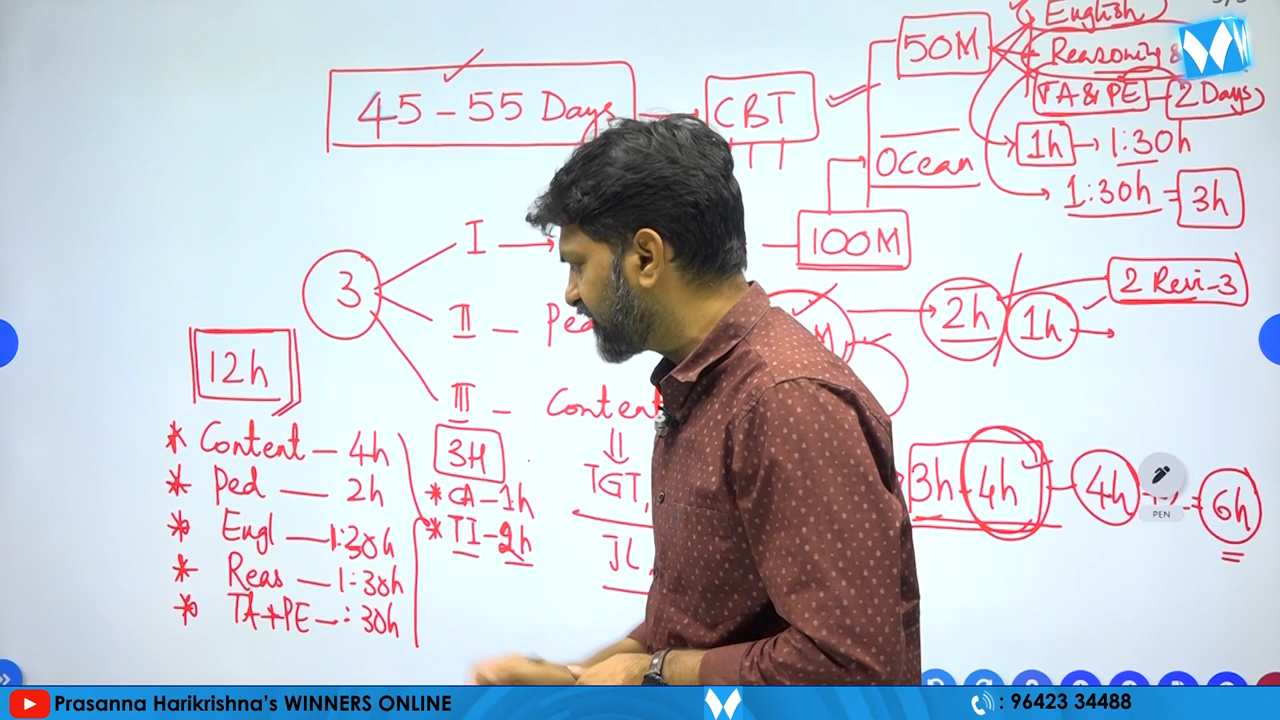 45-55 Days
CBT
50M
English
Reasoning &
TA & PE - 2 Days
1h → 1:30h
1:30h = 3h
Ocean
100M
3
I
II - Ped
III - Content
2h
1h
2 Revi-3
12h
* Content - 4h
* Ped - 2h
* Engl - 1:30h
* Reas - 1:30h
* TA+PE - :30h
3H
* CA - 1h
* TI - 2h
TGT,
JL,
3h-4h
4h
= 6h
PEN
Prasanna Harikrishna's WINNERS ONLINE
: 96423 34488